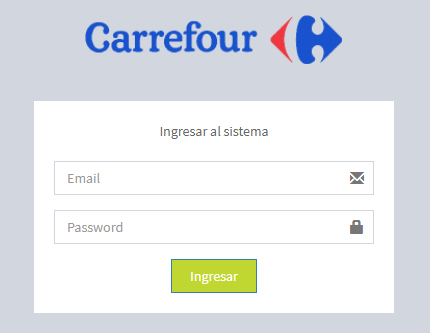 Carrefour
Ingresar al sistema
Email
Password
Ingresar